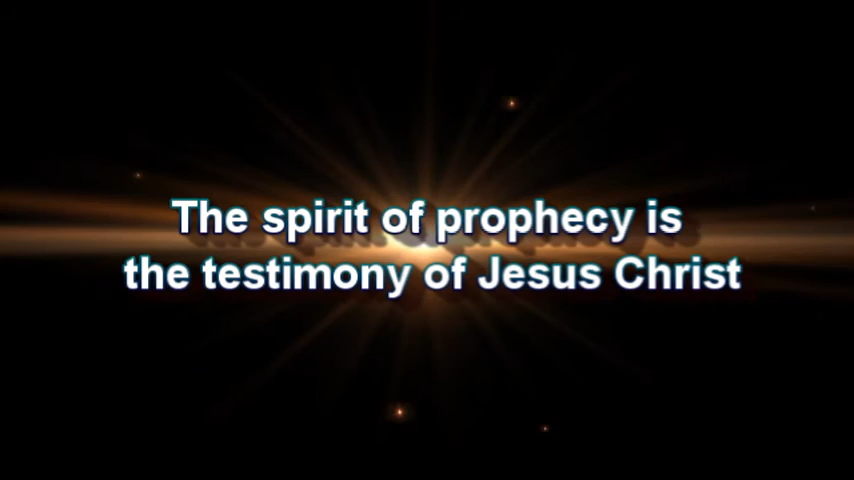 The spirit of prophecy is
the testimony of Jesus Christ